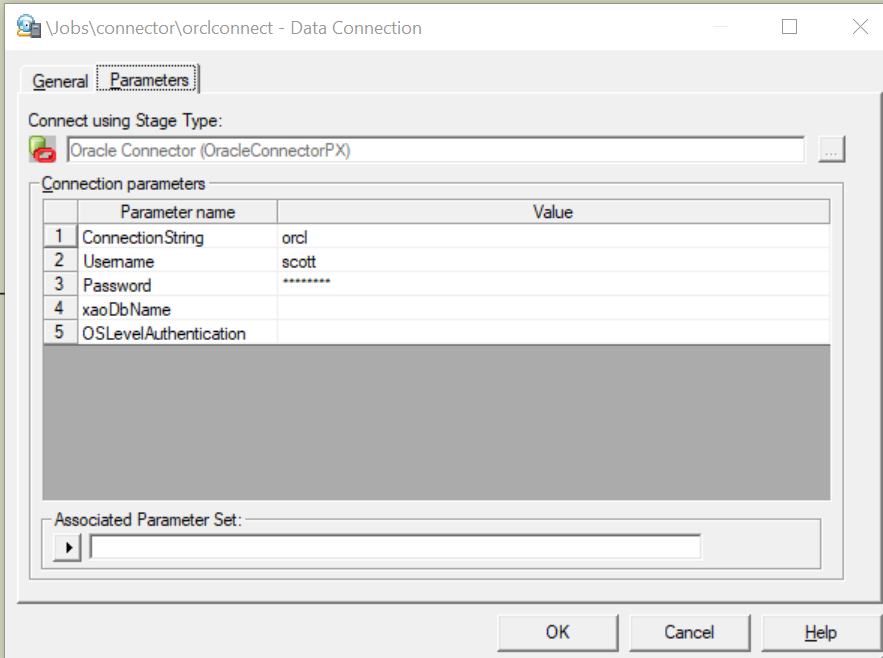 \Jobs\connector\orclconnect - Data Connection
General Parameters
Connect using Stage Type:
Oracle Connector (OracleConnectorPX)
...
Connection parameters
Parameter name Value
1 ConnectionString orcl
2 Username scott
3 Password ********
4 xaoDbName
5 OSLevelAuthentication
Associated Parameter Set:
OK Cancel Help